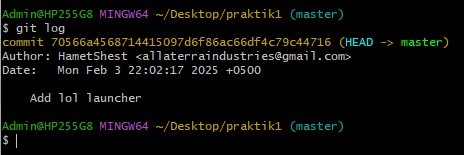 Admin@HP255G8 MINGW64 ~/Desktop/praktik1 (master)
$ git log
commit 70566a4568714415097d6f86ac66df4c79c44716 (HEAD -> master)
Author: HametShest <allaterraindustries@gmail.com>
Date:   Mon Feb 3 22:02:17 2025 +0500
    Add lol launcher
Admin@HP255G8 MINGW64 ~/Desktop/praktik1 (master)
$